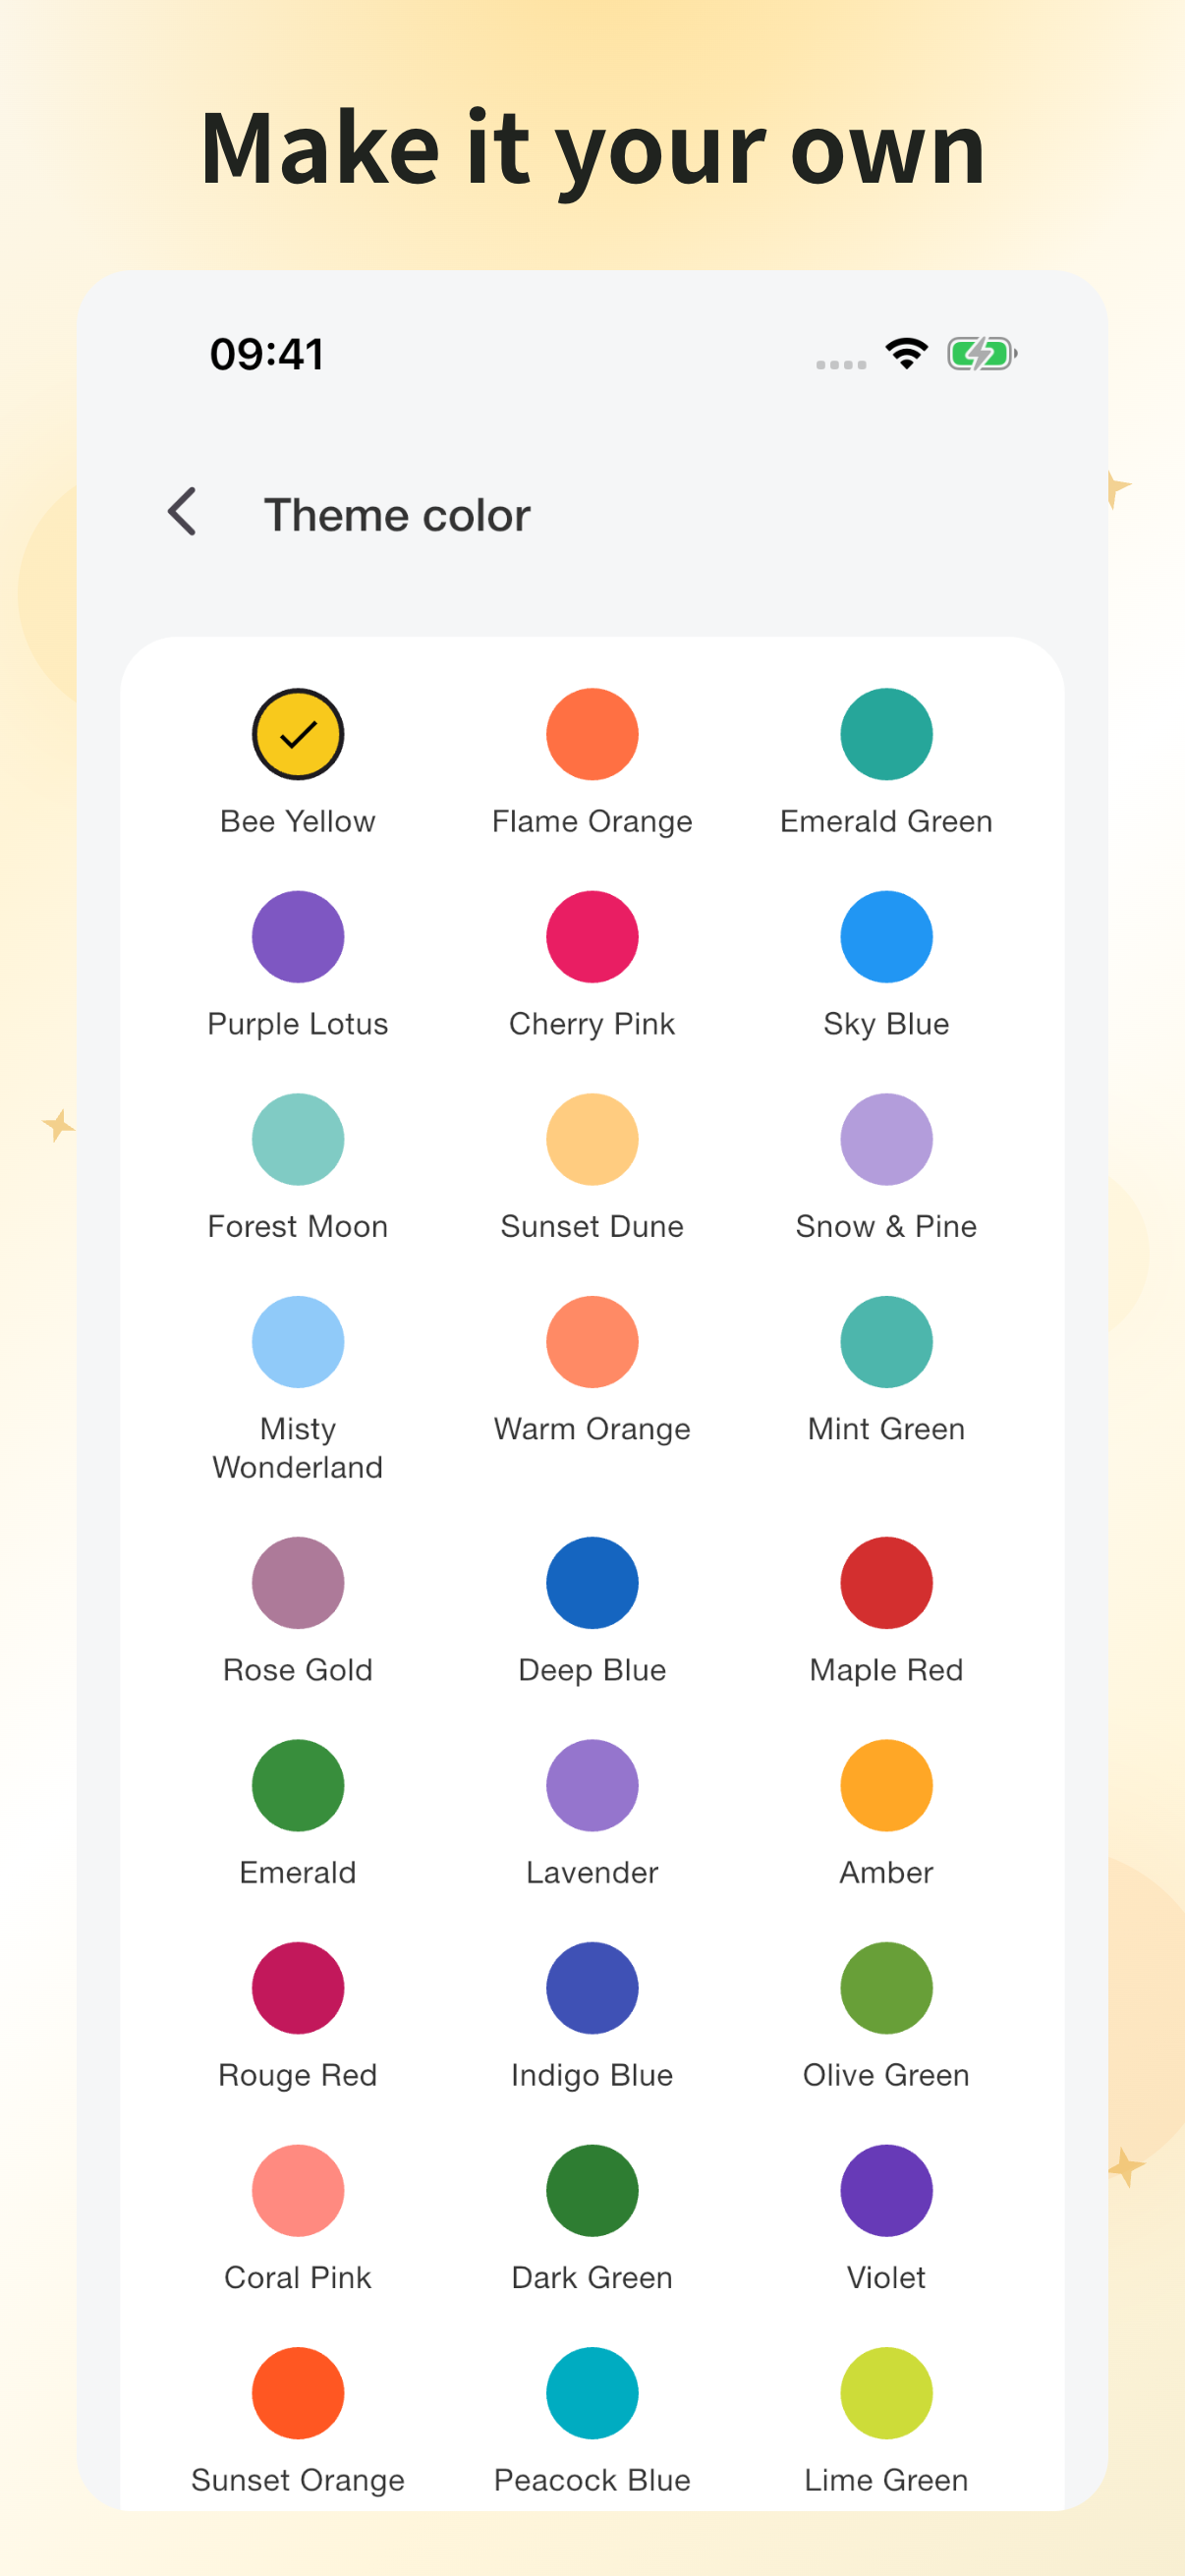 Make it your own
09:41
Theme color
Bee Yellow
Flame Orange
Emerald Green
Purple Lotus
Cherry Pink
Sky Blue
Forest Moon
Sunset Dune
Snow & Pine
Misty
Wonderland
Warm Orange
Mint Green
Rose Gold
Deep Blue
Maple Red
Emerald
Lavender
Amber
Rouge Red
Indigo Blue
Olive Green
Coral Pink
Dark Green
Violet
Sunset Orange
Peacock Blue
Lime Green